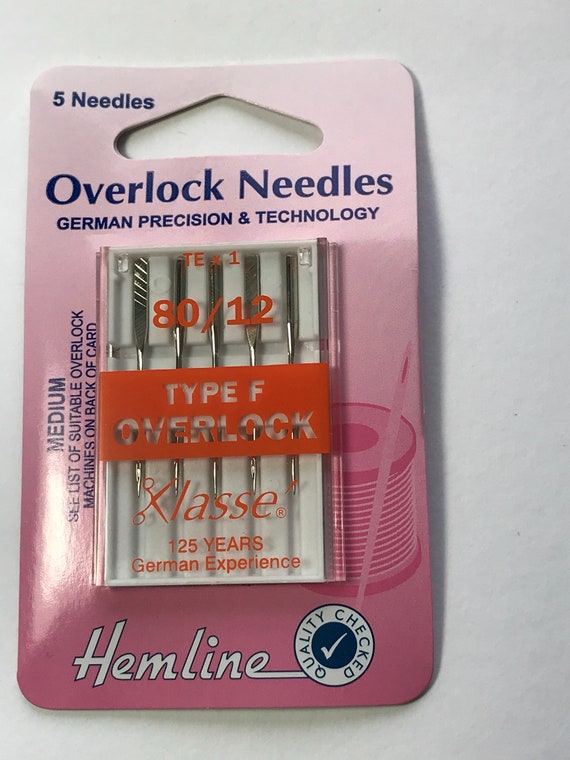 5 Needles
Overlock Needles
GERMAN PRECISION & TECHNOLOGY
TE x 1
80/12
TYPE F
OVERLOCK
Klasse'®
125 YEARS
German Experience
MEDIUM
SEE LIST OF SUITABLE OVERLOCK
MACHINES ON BACK OF CARD
Hemline
QUALITY CHECKED